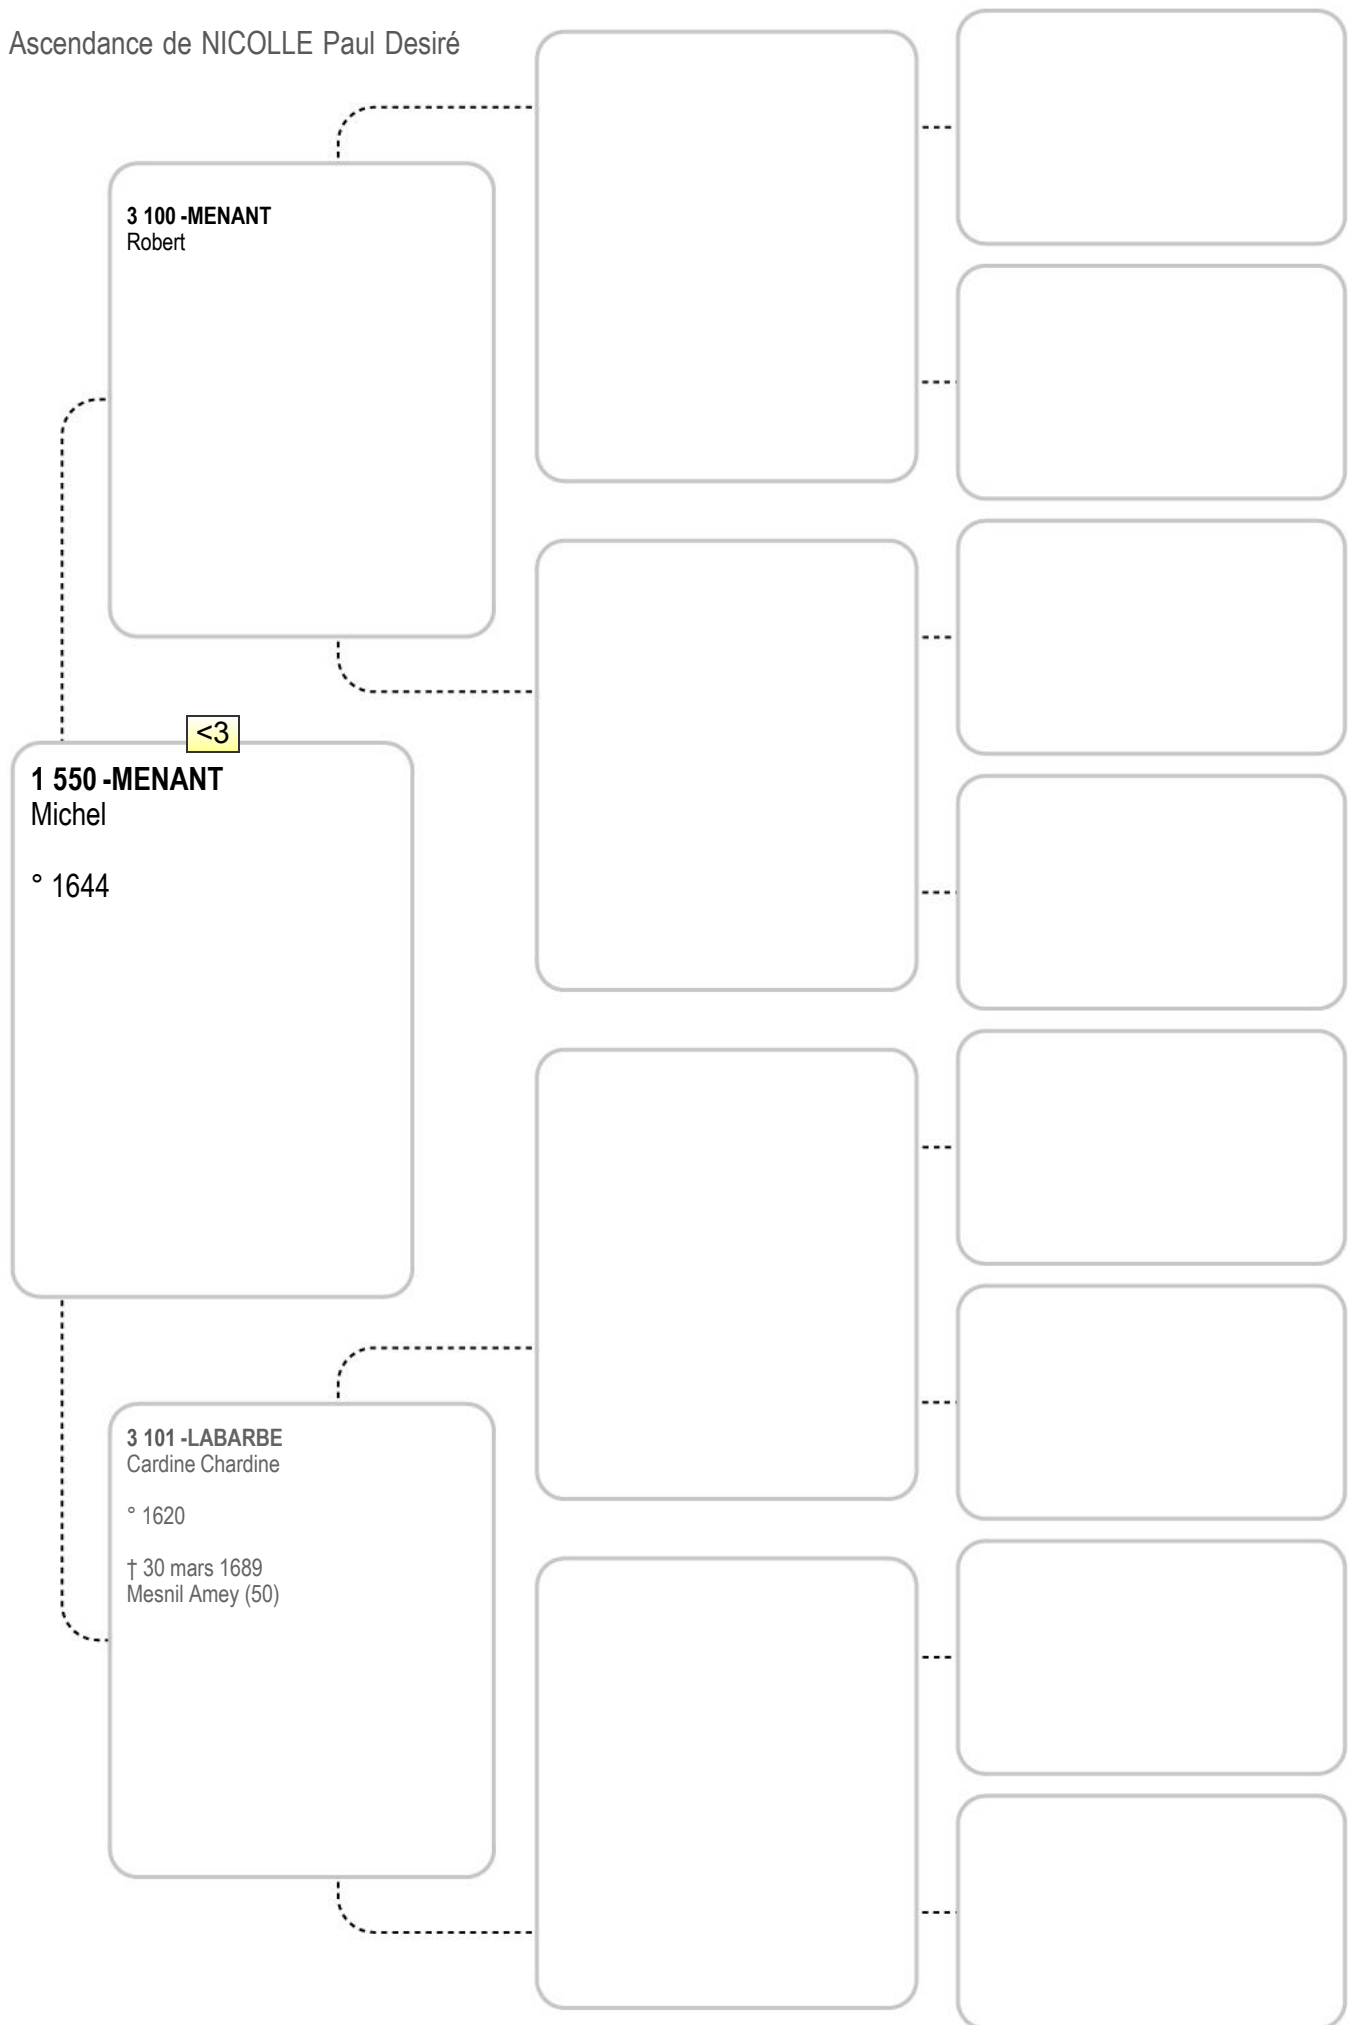 Ascendance de NICOLLE Paul Desiré
3 100 -MENANT
Robert
<3
1 550 -MENANT
Michel
° 1644
3 101 -LABARBE
Cardine Chardine
° 1620
† 30 mars 1689
Mesnil Amey (50)